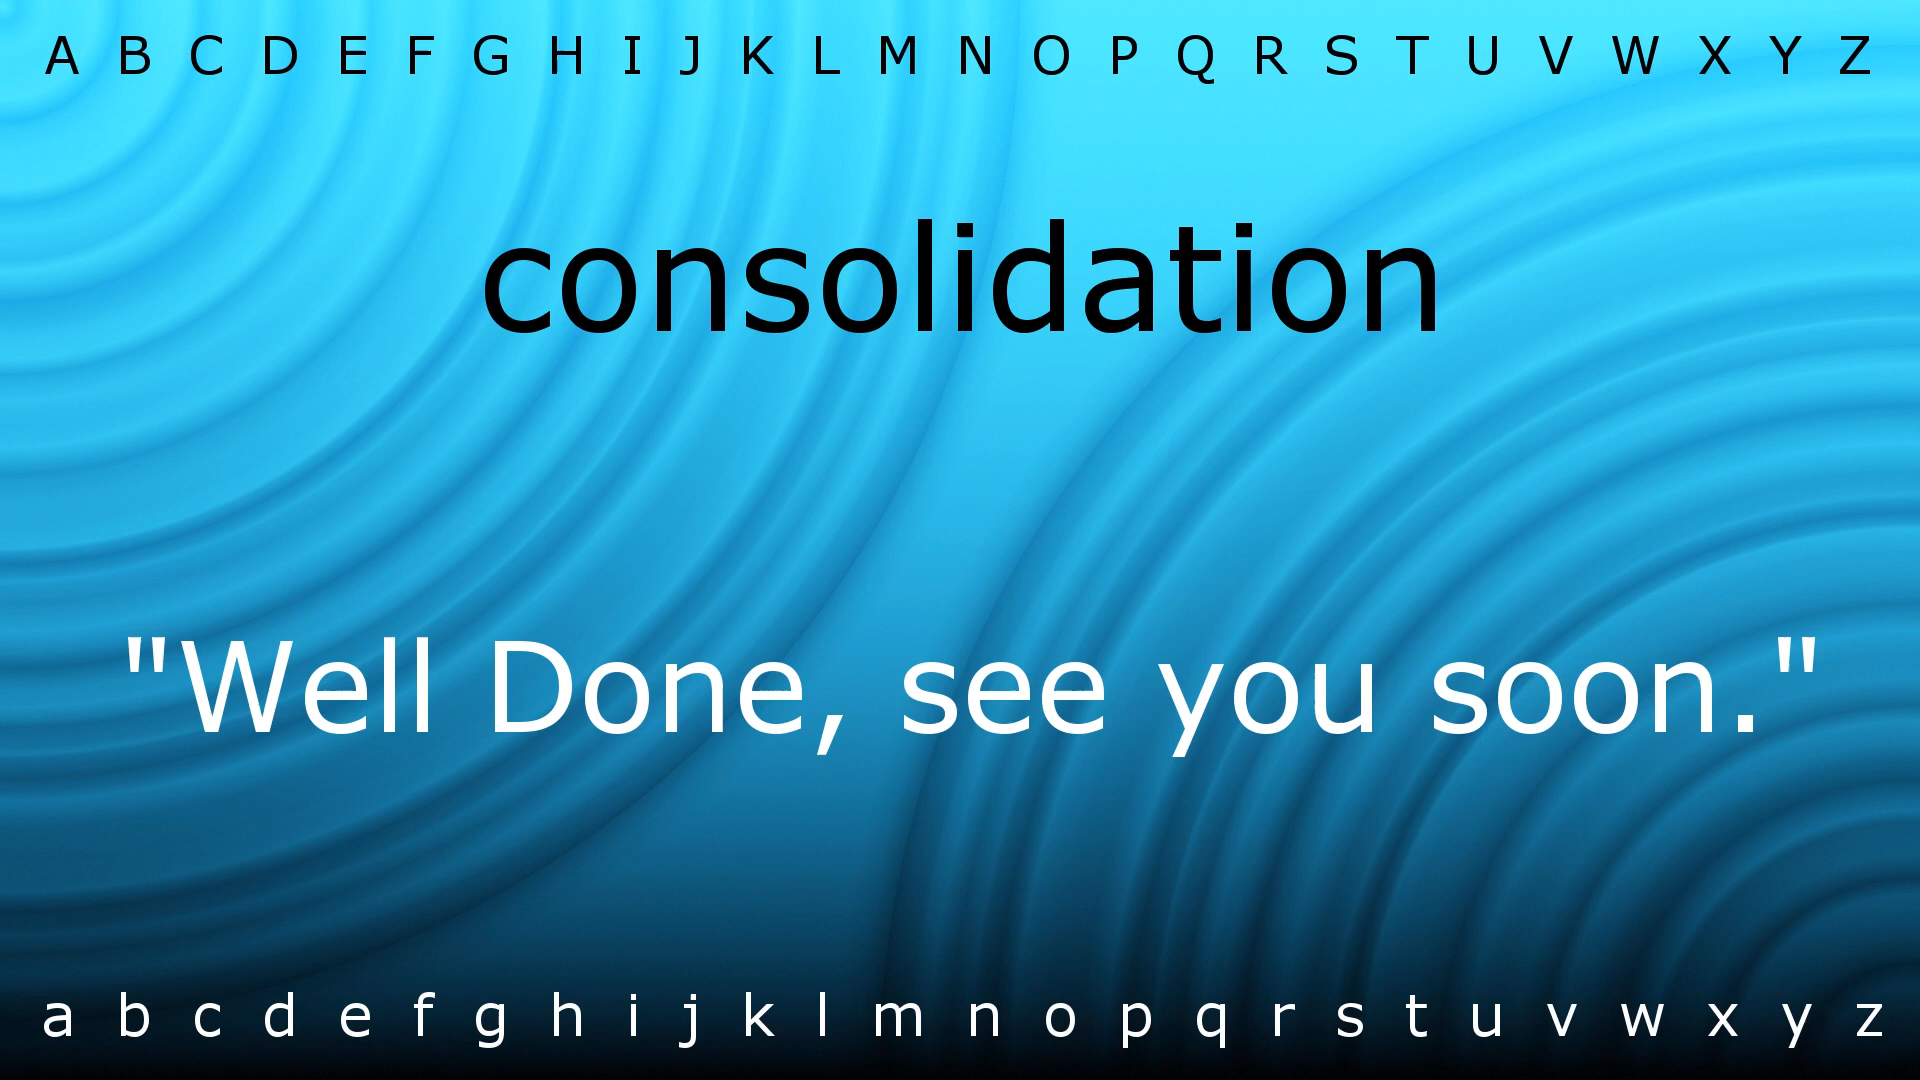 A B C D E F G H I J K L M N O P Q R S T U V W X Y Z
consolidation
"Well Done, see you soon."
a b c d e f g h i j k l m n o p q r s t u v w x y z